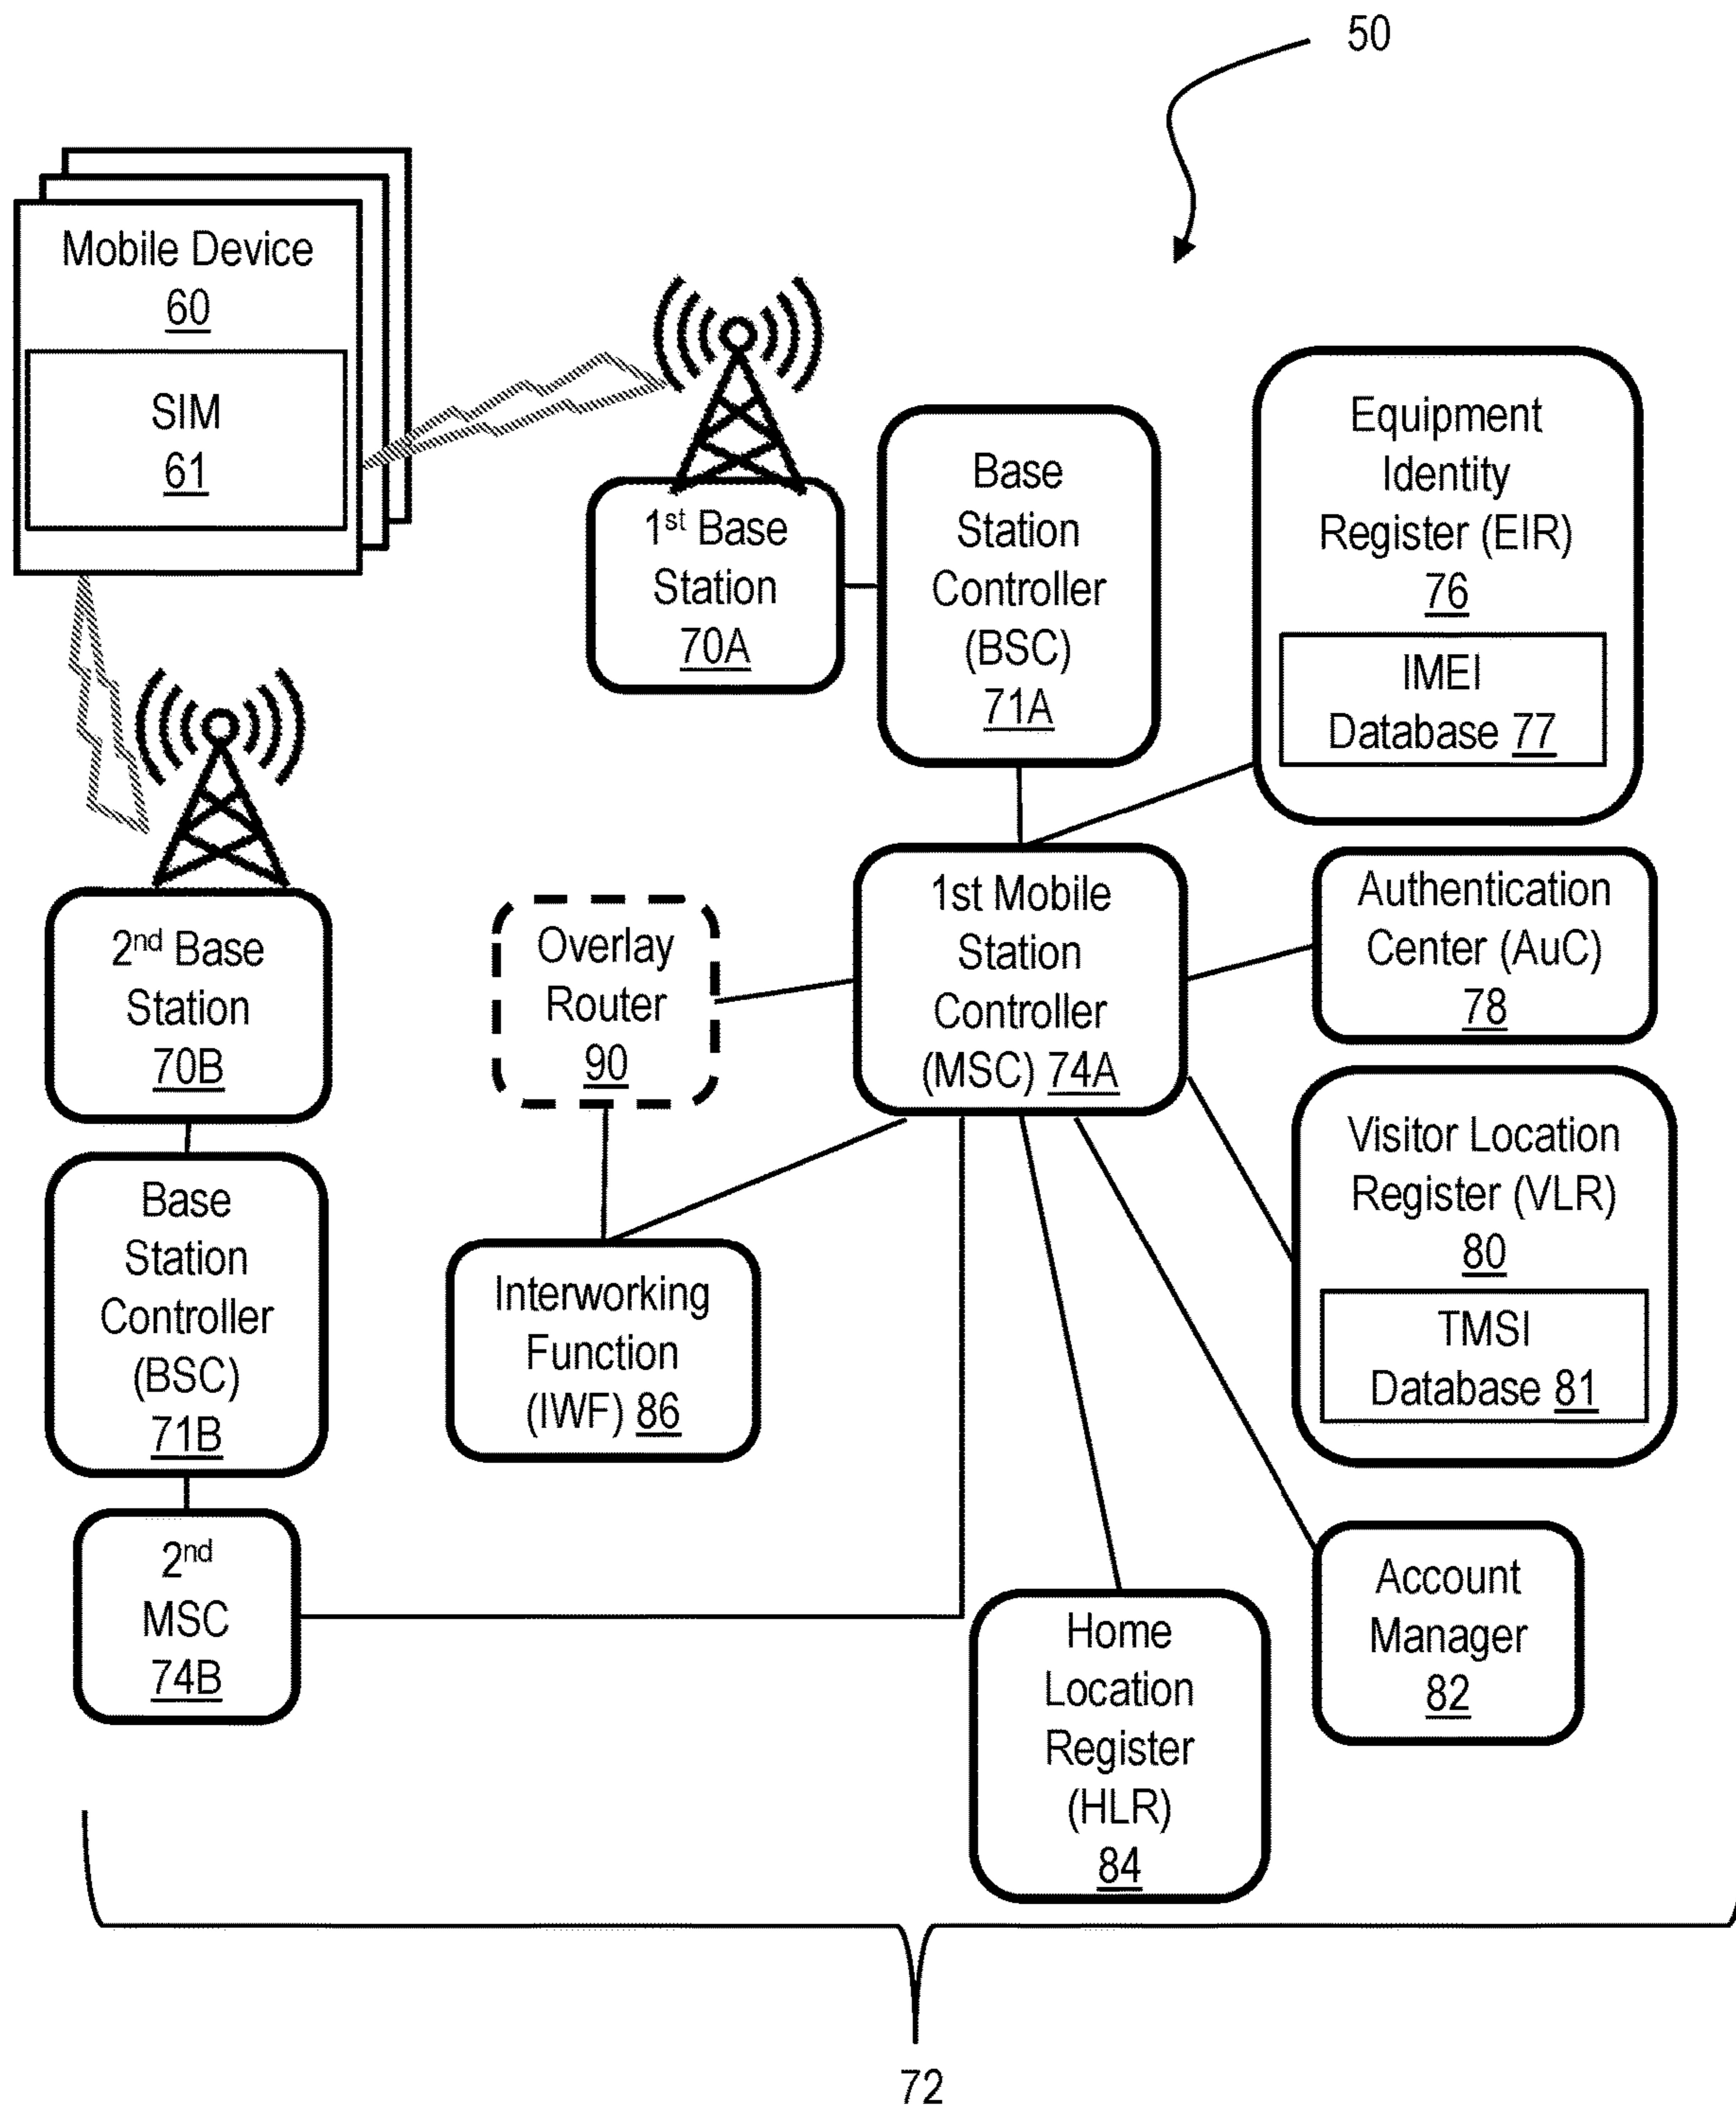 50
Mobile Device
60
SIM
61
1st Base
Station
70A
Base
Station
Controller
(BSC)
71A
Equipment
Identity
Register (EIR)
76
IMEI
Database 77
2nd Base
Station
70B
Overlay
Router
90
1st Mobile
Station
Controller
(MSC) 74A
Authentication
Center (AuC)
78
Base
Station
Controller
(BSC)
71B
Interworking
Function
(IWF) 86
Visitor Location
Register (VLR)
80
TMSI
Database 81
2nd
MSC
74B
Home
Location
Register
(HLR)
84
Account
Manager
82
72